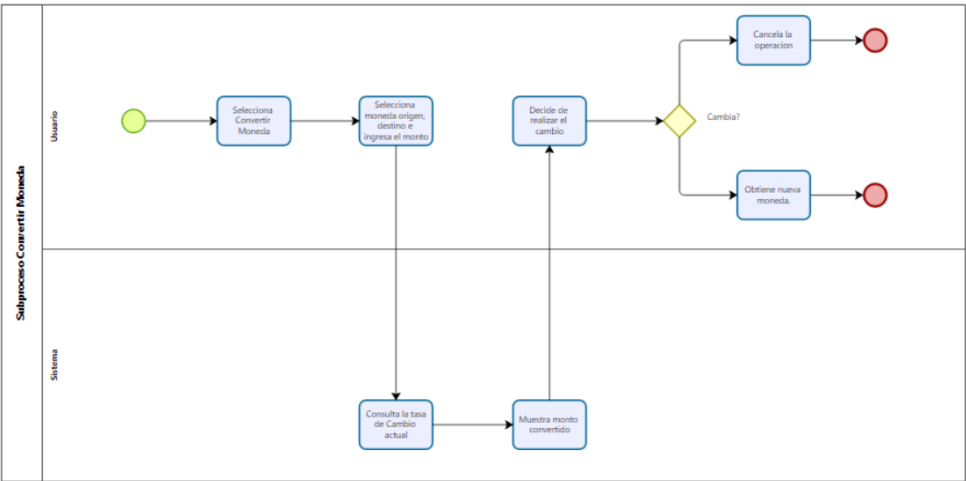 Subproceso Convertir Moneda
Usuario
Selecciona
Convertir
Moneda
Selecciona
moneda origen,
destino e
ingresa el monto
Decide de
realizar el
cambio
Cambia?
Cancela la
operacion
Obtiene nueva
moneda.
Sistema
Consulta la tasa
de Cambio
actual
Muestra monto
convertido